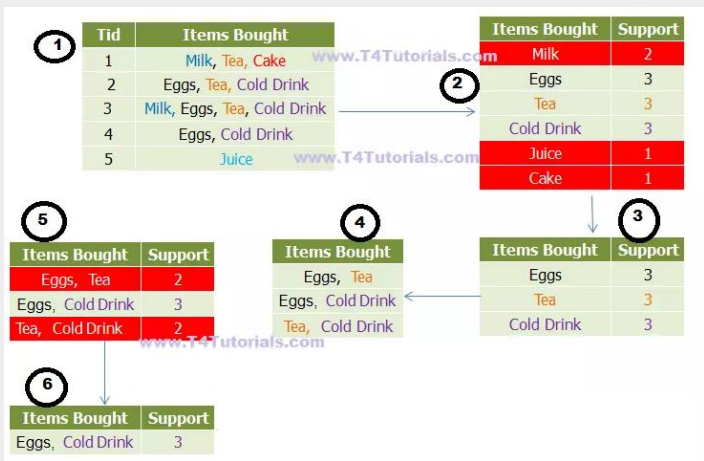 1
Tid Items Bought
1 Milk, Tea, Cake
2 Eggs, Tea, Cold Drink
3 Milk, Eggs, Tea, Cold Drink
4 Eggs, Cold Drink
5 Juice
www.T4Tutorials.com
www.T4Tutorials.com
2
Items Bought Support
Milk 2
Eggs 3
Tea 3
Cold Drink 3
Juice 1
Cake 1
3
Items Bought Support
Eggs 3
Tea 3
Cold Drink 3
4
Items Bought
Eggs, Tea
Eggs, Cold Drink
Tea, Cold Drink
5
Items Bought Support
Eggs, Tea 2
Eggs, Cold Drink 3
Tea, Cold Drink 2
www.T4Tutorials.com
6
Items Bought Support
Eggs, Cold Drink 3